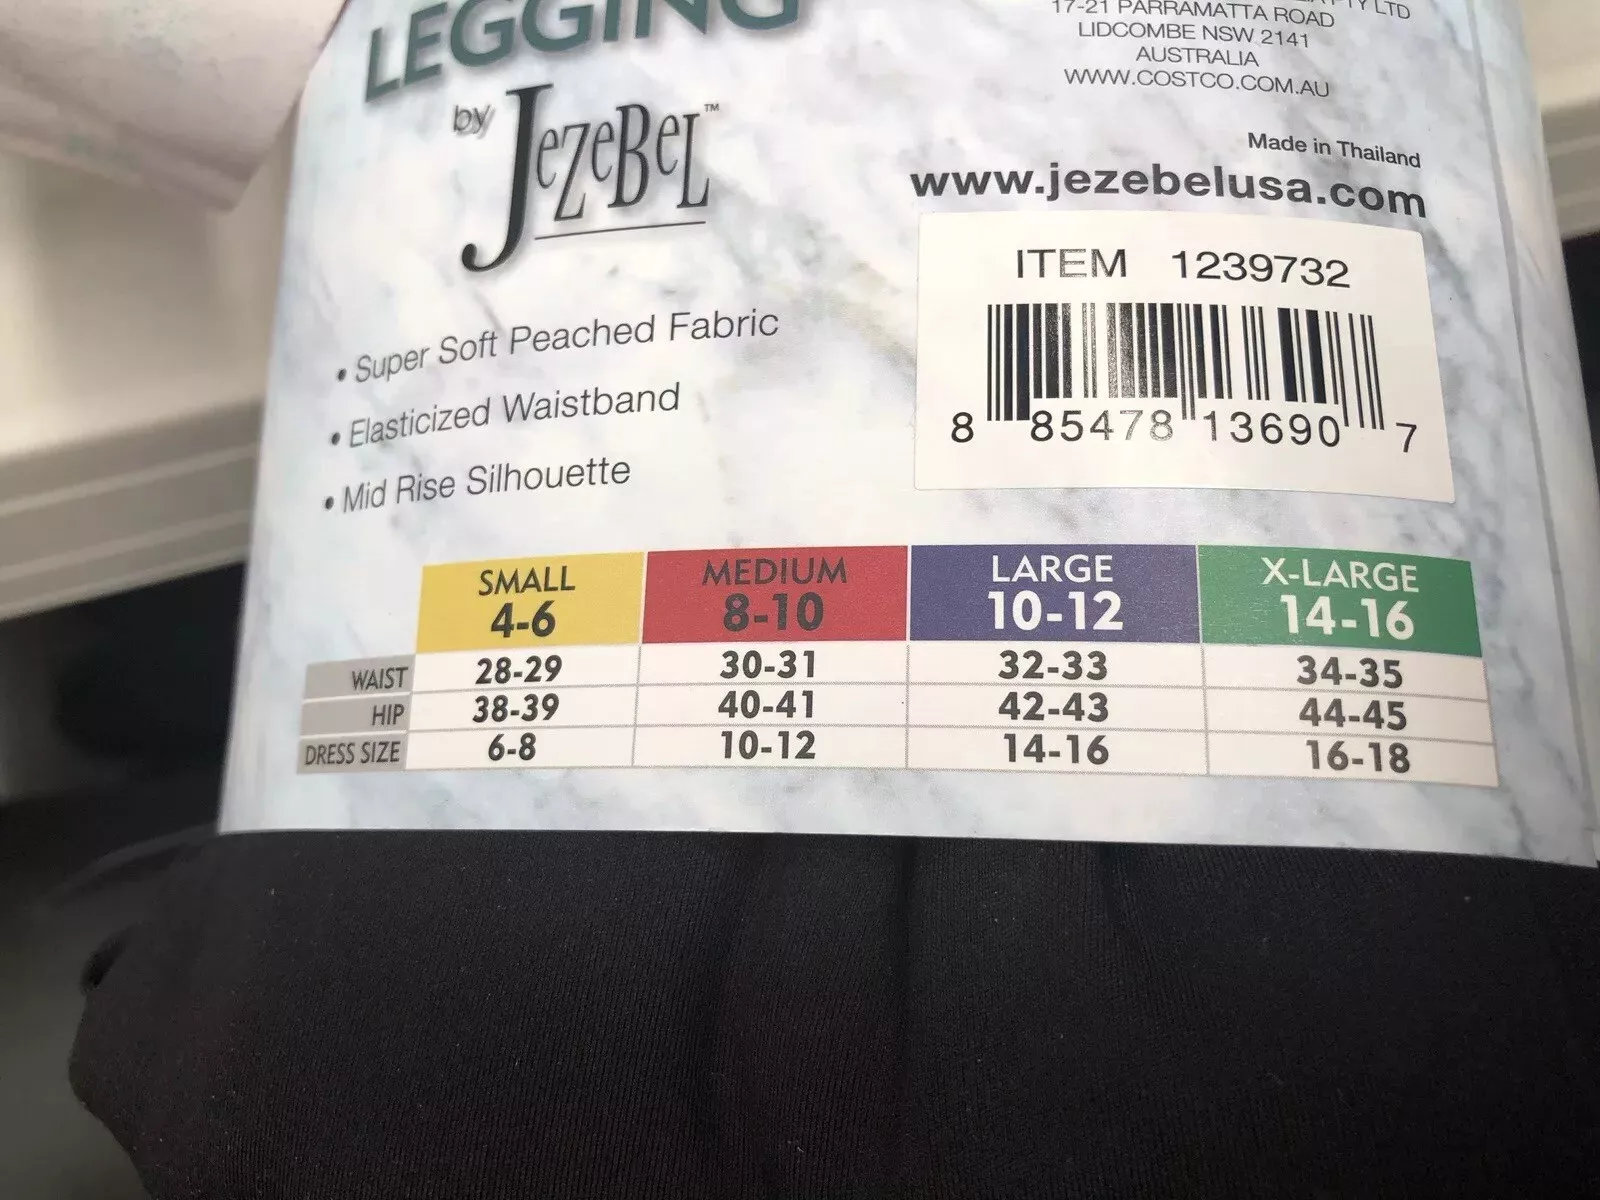 LEGGING
by JEZEBEL™
• Super Soft Peached Fabric
• Elasticized Waistband
• Mid Rise Silhouette
PTY LTD
17-21 PARRAMATTA ROAD
LIDCOMBE NSW 2141
AUSTRALIA
WWW.COSTCO.COM.AU
Made in Thailand
www.jezebelusa.com
ITEM 1239732
8 85478 13690 7
SMALL MEDIUM LARGE X-LARGE
4-6 8-10 10-12 14-16
WAIST 28-29 30-31 32-33 34-35
HIP 38-39 40-41 42-43 44-45
DRESS SIZE 6-8 10-12 14-16 16-18